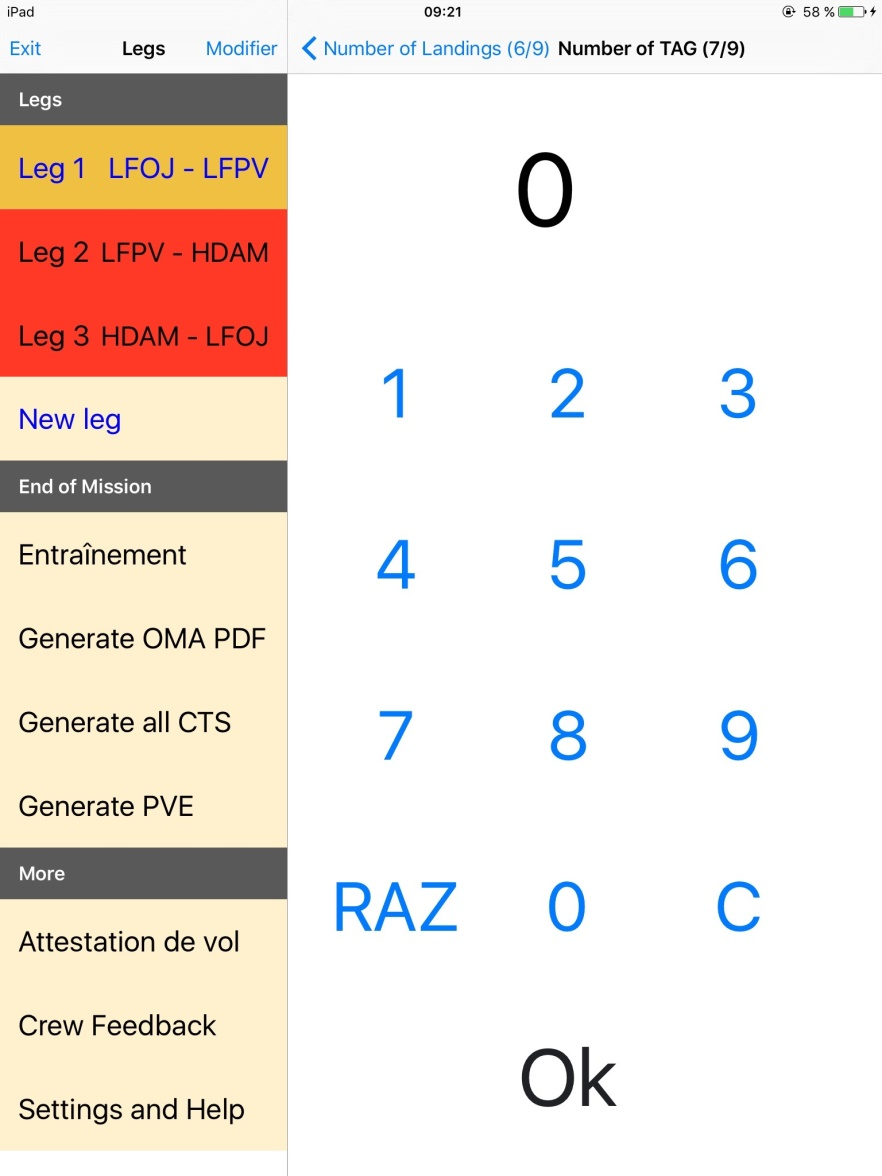 iPad 09:21 58 %
Exit Legs Modifier Number of Landings (6/9) Number of TAG (7/9)
Legs
Leg 1 LFOJ - LFPV
Leg 2 LFPV - HDAM
Leg 3 HDAM - LFOJ
New leg
End of Mission
Entraînement
Generate OMA PDF
Generate all CTS
Generate PVE
More
Attestation de vol
Crew Feedback
Settings and Help
0
1 2 3
4 5 6
7 8 9
RAZ 0 C
Ok